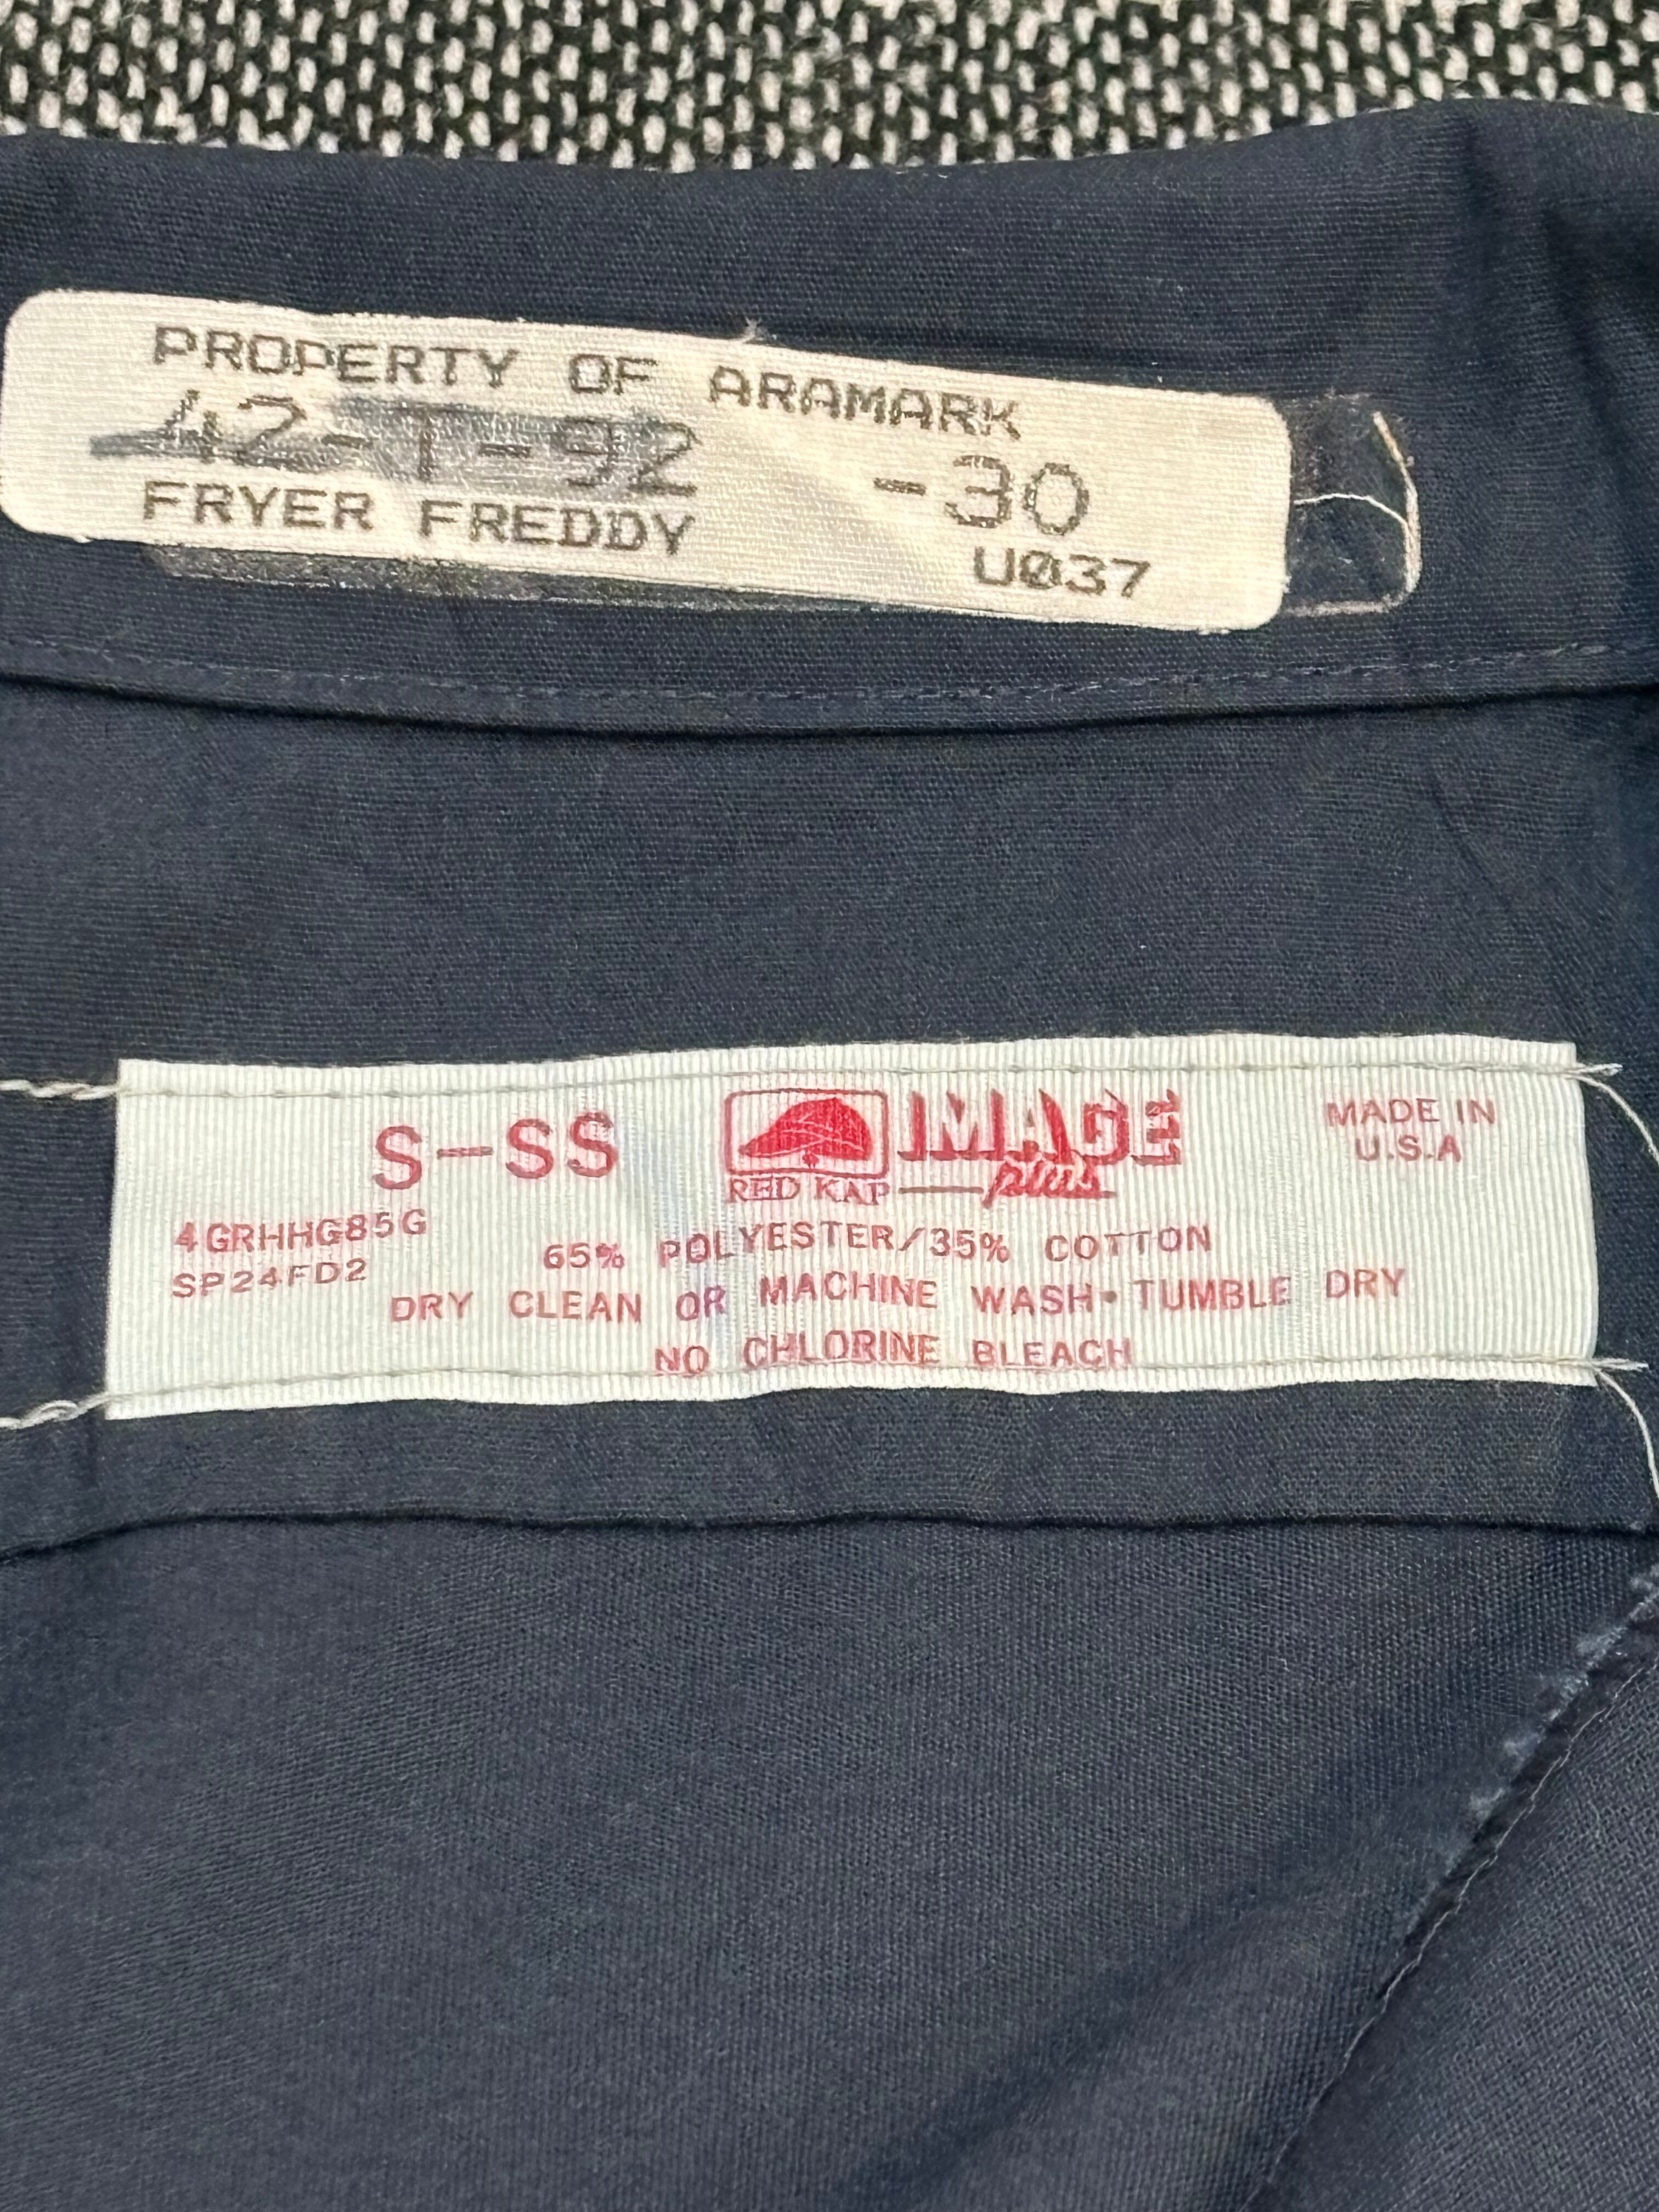 PROPERTY OF ARAMARK
42-T-92 -30
FRYER FREDDY U037
S-SS
RED KAP
IMAGE plus
MADE IN
U.S.A
4GRHHG85G
SP24FD2
65% POLYESTER/35% COTTON
DRY CLEAN OR MACHINE WASH • TUMBLE DRY
NO CHLORINE BLEACH